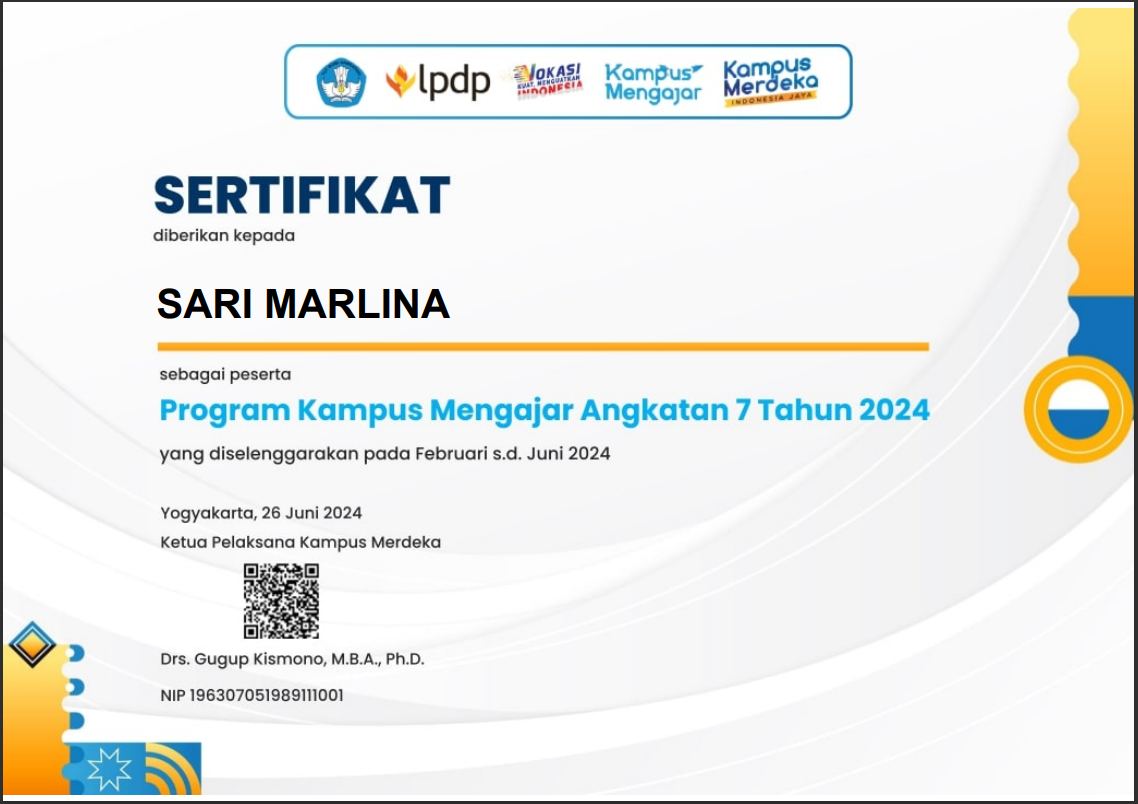 lpdp
VOKASI
KUAT, MENGUATKAN
INDONESIA
Kampus
Mengajar
Kampus
Merdeka
INDONESIA JAYA
SERTIFIKAT
diberikan kepada
SARI MARLINA
sebagai peserta
Program Kampus Mengajar Angkatan 7 Tahun 2024
yang diselenggarakan pada Februari s.d. Juni 2024
Yogyakarta, 26 Juni 2024
Ketua Pelaksana Kampus Merdeka
Drs. Gugup Kismono, M.B.A., Ph.D.
NIP 196307051989111001